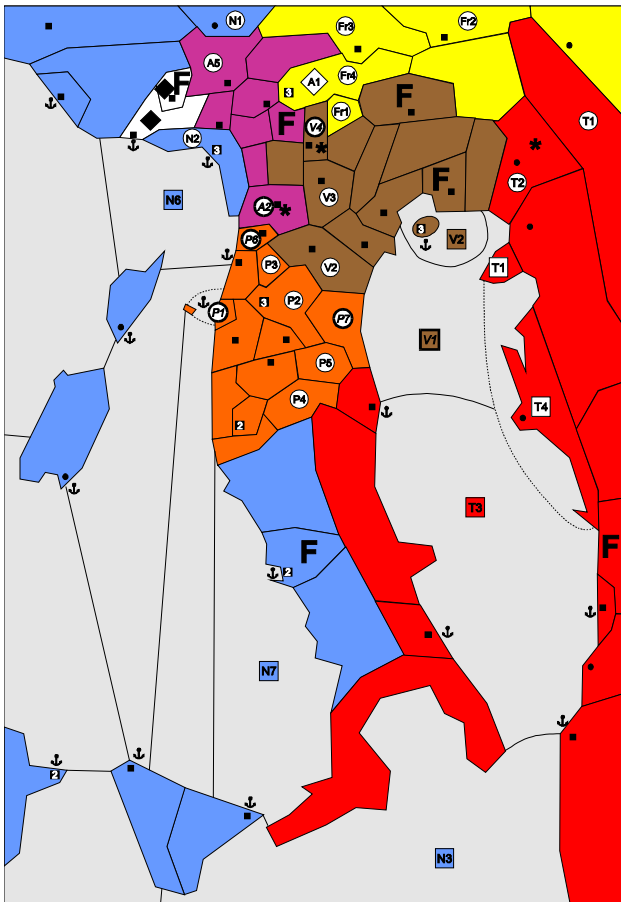 N1
Fr3
Fr2
A5
F
A1
Fr4
3
F
Fr1
T1
V4
*
F
N2
3
*
T2
F
V3
N6
A2
*
P6
3
V2
V2
P3
T1
3
P2
P1
P7
V1
P5
P4
T4
2
T3
F
F
2
N7
2
N3